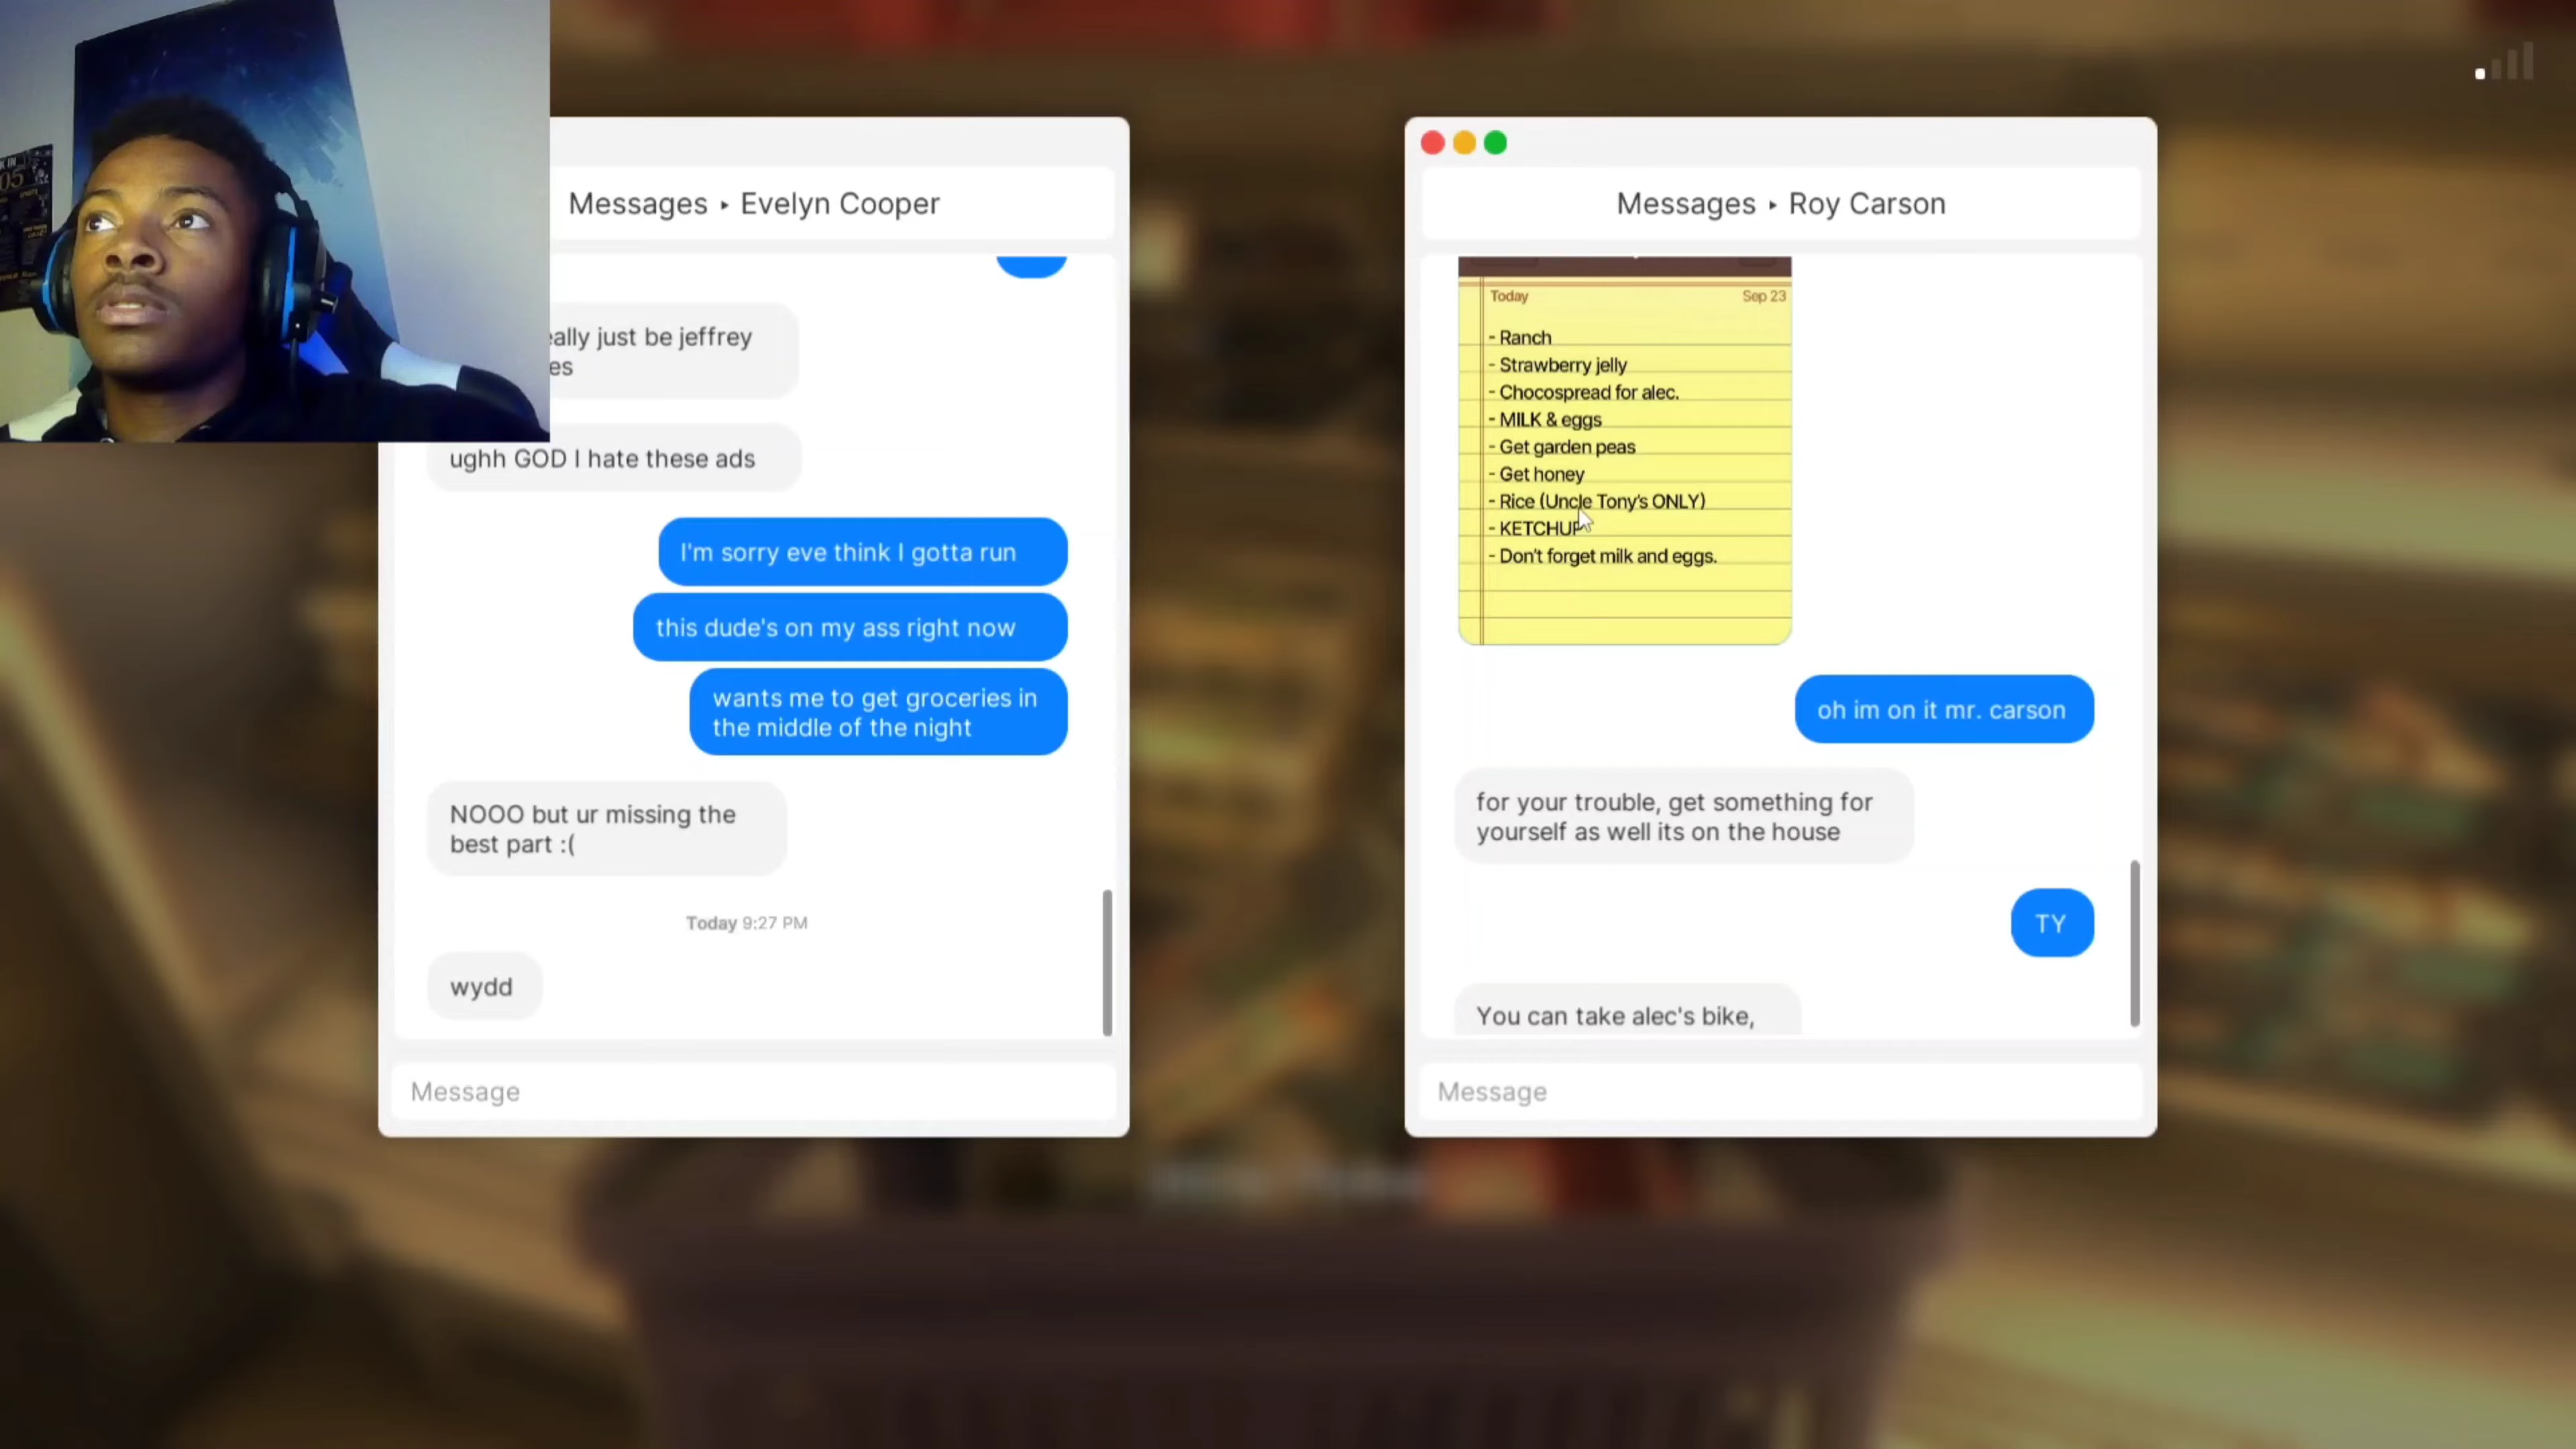 05
Messages ▸ Evelyn Cooper
just be jeffrey
ughh GOD I hate these ads
I'm sorry eve think I gotta run
this dude's on my ass right now
wants me to get groceries in
the middle of the night
NOOO but ur missing the
best part :(
Today 9:27 PM
wydd
Message
Messages ▸ Roy Carson
Today Sep 23
- Ranch
- Strawberry jelly
- Chocospread for alec.
- MILK & eggs
- Get garden peas
- Get honey
- Rice (Uncle Tony's ONLY)
- KETCHUP
- Don't forget milk and eggs.
oh im on it mr. carson
for your trouble, get something for
yourself as well its on the house
TY
You can take alec's bike,
Message